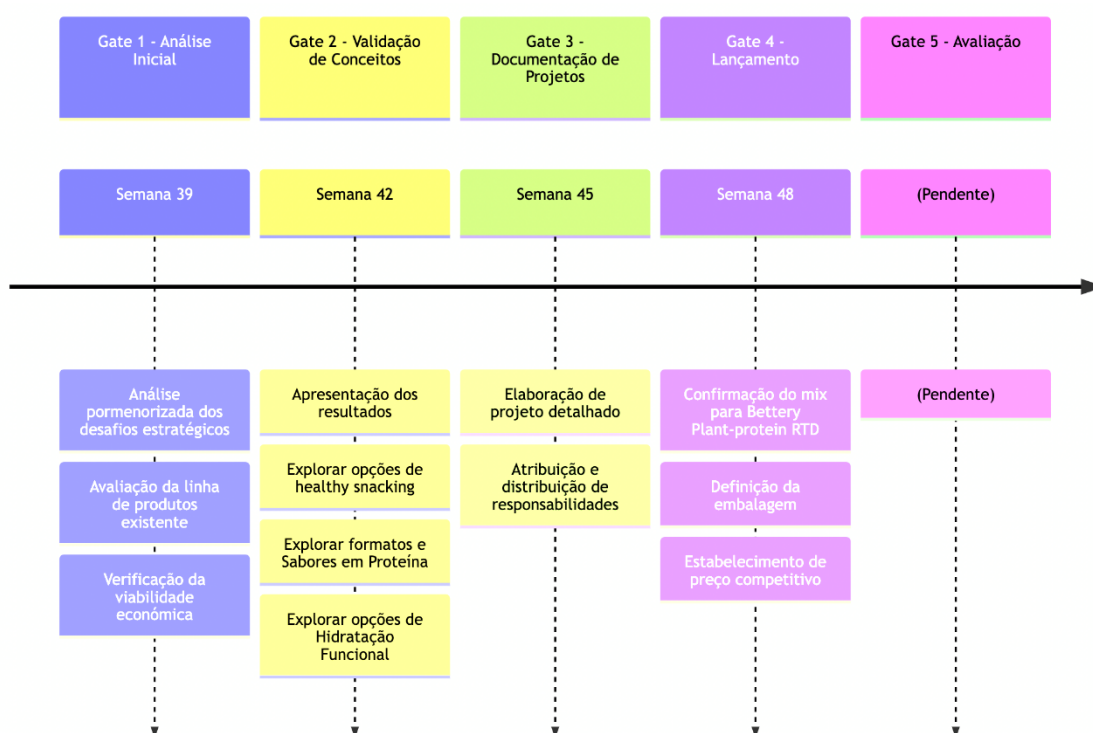 Gate 1 - Análise
Inicial
Gate 2 - Validação
de Conceitos
Gate 3 -
Documentação de
Projetos
Gate 4 -
Lançamento
Gate 5 - Avaliação
Semana 39
Semana 42
Semana 45
Semana 48
(Pendente)
Análise
pormenorizada dos
desafios estratégicos
Avaliação da linha
de produtos
existente
Verificação da
viabilidade
económica
Apresentação dos
resultados
Explorar opções de
healthy snacking
Explorar formatos e
Sabores em Proteína
Explorar opções de
Hidratação
Funcional
Elaboração de
projeto detalhado
Atribuição e
distribuição de
responsabilidades
Confirmação do mix
para Bettery
Plant-protein RTD
Definição da
embalagem
Estabelecimento de
preço competitivo
(Pendente)